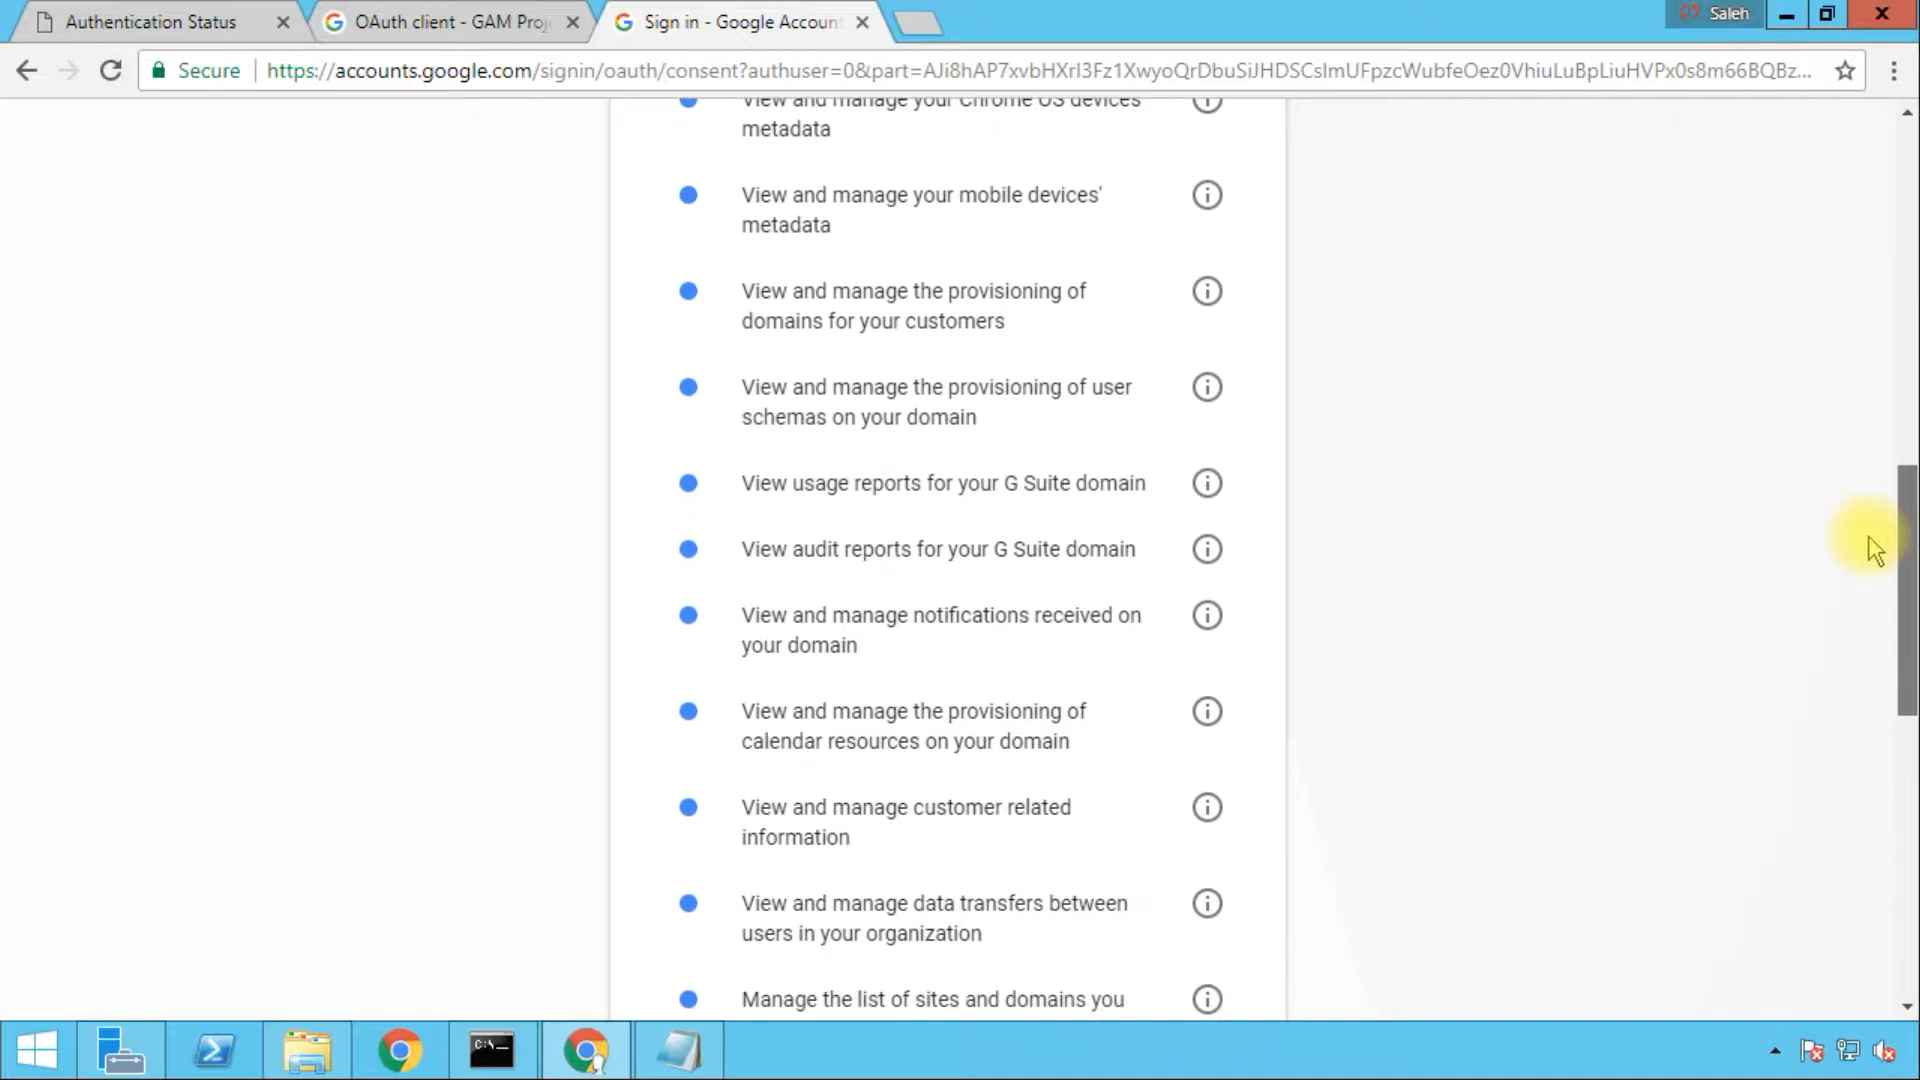 Authentication Status
OAuth client - GAM Proj
Sign in - Google Accoun
Saleh
Secure
https://accounts.google.com/signin/oauth/consent?authuser=0&part=AJi8hAP7xvbHXrI3Fz1XwyoQrDbuSiJHDSCsImUFpzcWubfeOez0VhiuLuBpLiuHVPx0s8m66BQBz...
View and manage your Chrome OS devices
metadata
View and manage your mobile devices'
metadata
View and manage the provisioning of
domains for your customers
View and manage the provisioning of user
schemas on your domain
View usage reports for your G Suite domain
View audit reports for your G Suite domain
View and manage notifications received on
your domain
View and manage the provisioning of
calendar resources on your domain
View and manage customer related
information
View and manage data transfers between
users in your organization
Manage the list of sites and domains you